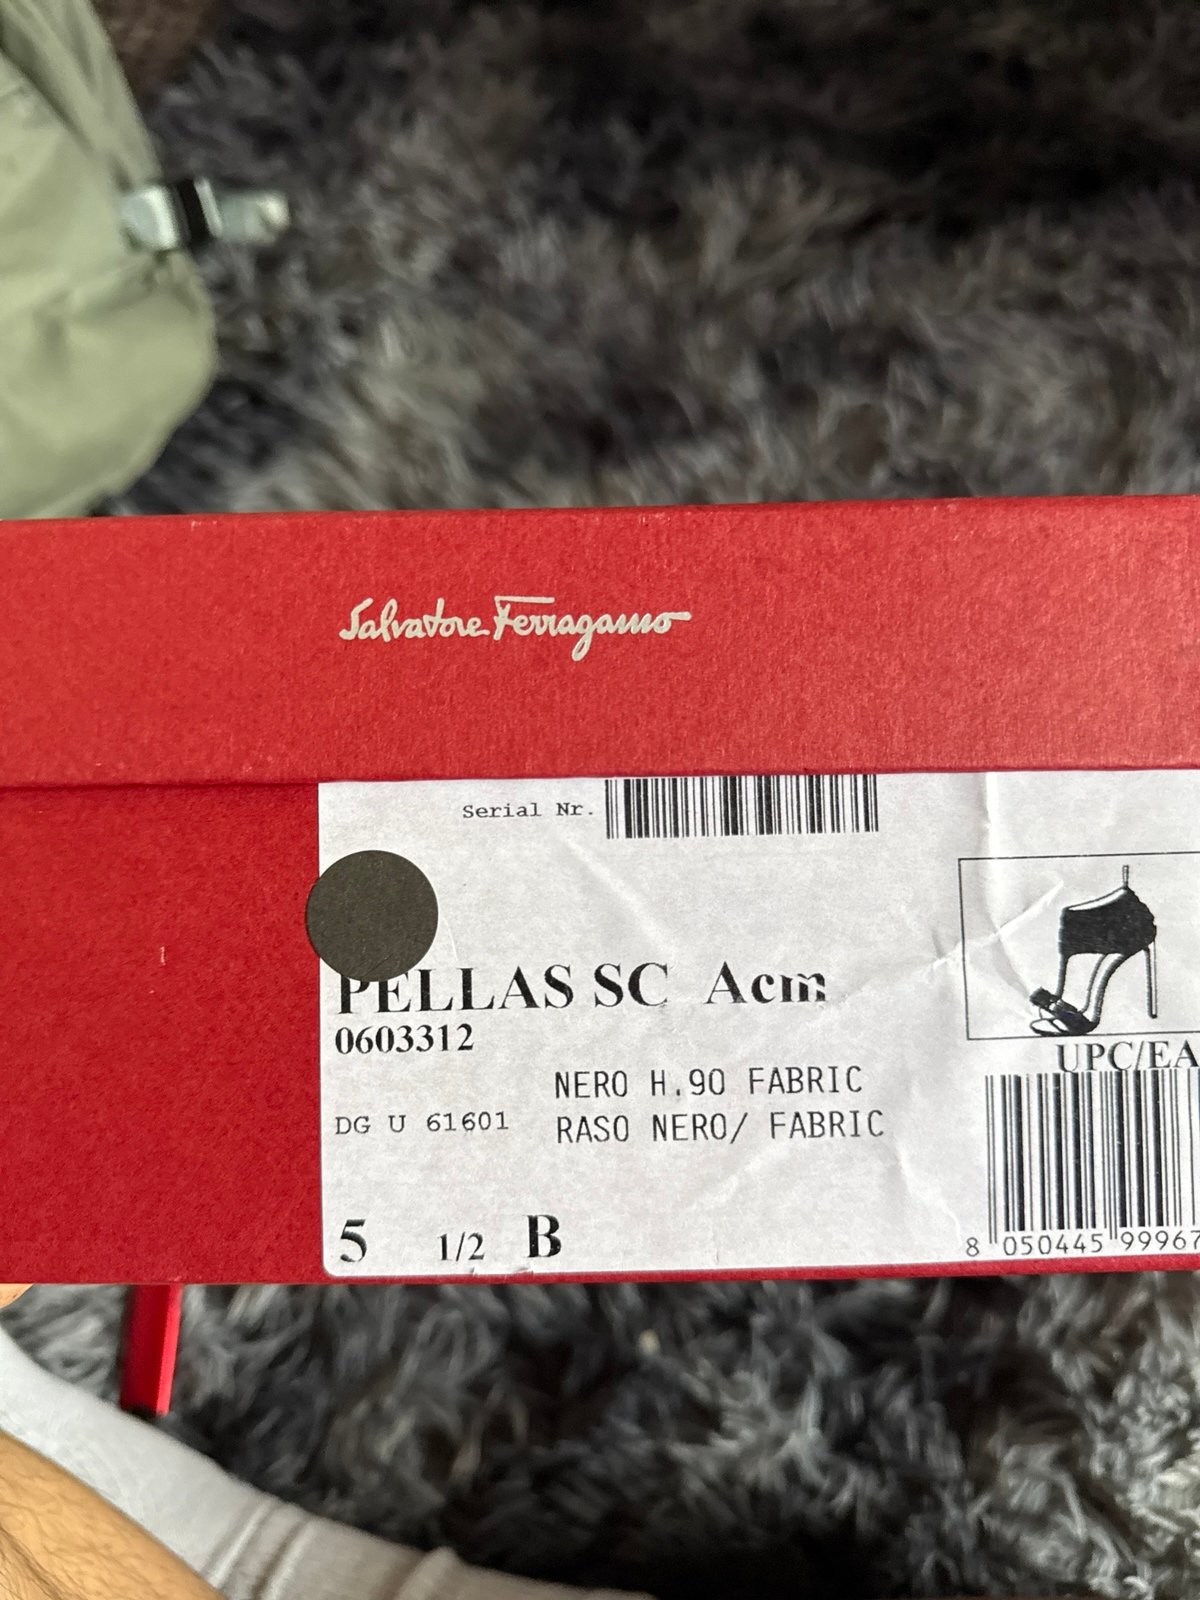 Salvatore Ferragamo
Serial Nr.
PELLAS SC Acm
0603312
NERO H.90 FABRIC
DG U 61601 RASO NERO/ FABRIC
5 1/2 B
UPC/EA
8 050445 99967